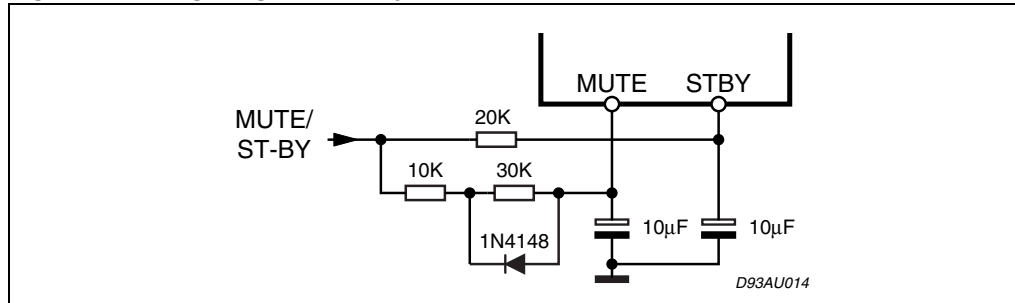 MUTE STBY
MUTE/
ST-BY
20K
10K 30K
1N4148
10μF 10μF
D93AU014